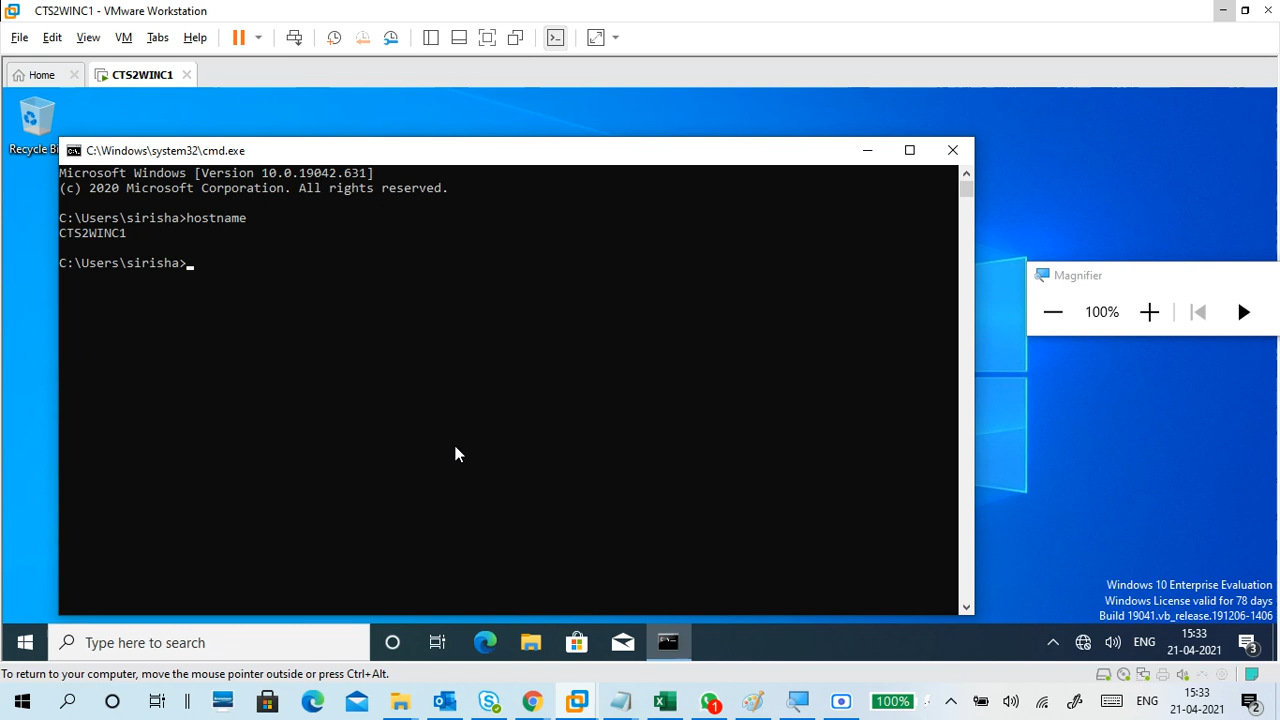 CTS2WINC1 - VMware Workstation
File Edit View VM Tabs Help
Home CTS2WINC1
Recycle Bi
C:\Windows\system32\cmd.exe
Microsoft Windows [Version 10.0.19042.631]
(c) 2020 Microsoft Corporation. All rights reserved.
C:\Users\sirisha>hostname
CTS2WINC1
C:\Users\sirisha>
Magnifier
100%
Windows 10 Enterprise Evaluation
Windows License valid for 78 days
Build 19041.vb_release.191206-1406
Type here to search
ENG
15:33
21-04-2021
3
To return to your computer, move the mouse pointer outside or press Ctrl+Alt.
1
100%
ENG
15:33
21-04-2021
2